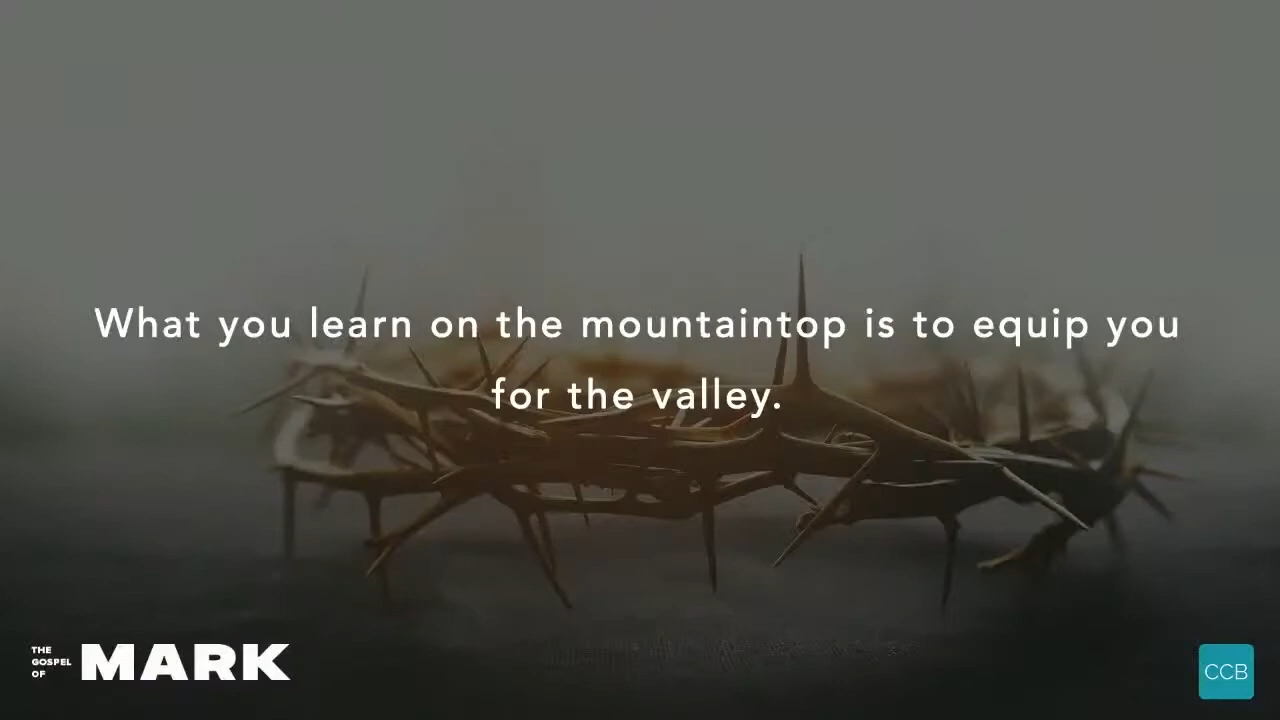 What you learn on the mountaintop is to equip you
for the valley.
THE
GOSPEL
OF
MARK
CCB